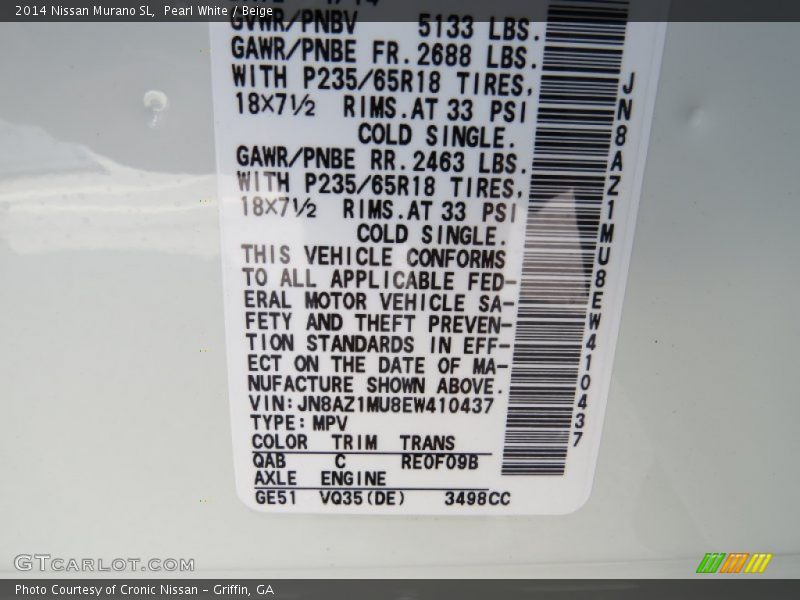 2014 Nissan Murano SL, Pearl White / Beige
GVWR/PNBV 5133 LBS.
GAWR/PNBE FR.2688 LBS.
WITH P235/65R18 TIRES,
18×7½ RIMS.AT 33 PSI
COLD SINGLE.
GAWR/PNBE RR.2463 LBS.
WITH P235/65R18 TIRES,
18×7½ RIMS.AT 33 PSI
COLD SINGLE.
THIS VEHICLE CONFORMS
TO ALL APPLICABLE FED-
ERAL MOTOR VEHICLE SA-
FETY AND THEFT PREVEN-
TION STANDARDS IN EFF-
ECT ON THE DATE OF MA-
NUFACTURE SHOWN ABOVE.
VIN:JN8AZ1MU8EW410437
TYPE:MPV
COLOR TRIM TRANS
QAB C RE0F09B
AXLE ENGINE
GE51 VQ35(DE) 3498CC
JN8AZ1MU8EW410437
GTCARLOT.COM
Photo Courtesy of Cronic Nissan - Griffin, GA